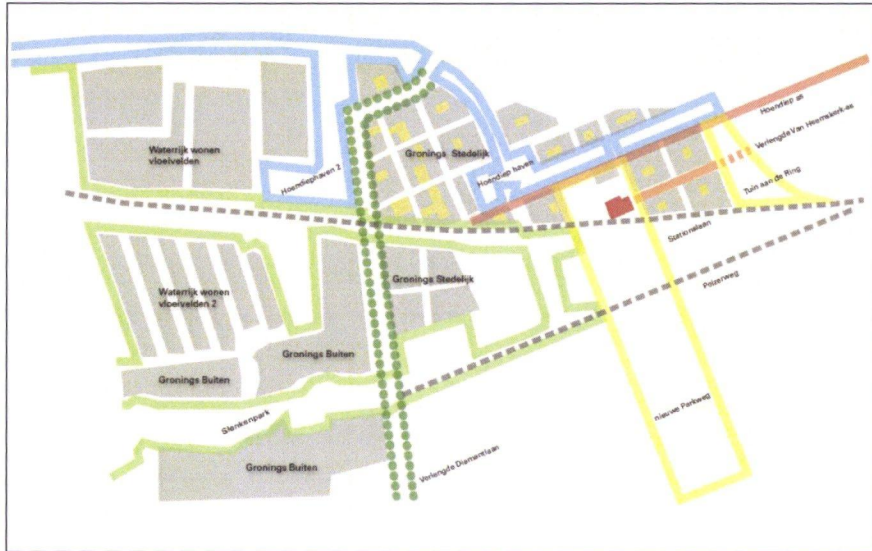 Hoendiep as
Verlengde Van Heemskerk-as
Waterrijk wonen
vloeivelden
Gronings Stedelijk
Hoendiephaven 2
Hoendiep haven
Tuin aan de Ring
Stationslaan
Gronings Stedelijk
Peizerweg
Waterrijk wonen
vloeivelden 2
Gronings Buiten
Gronings Buiten
nieuwe Parkweg
Slenkenpark
Gronings Buiten
Verlengde Diamantlaan